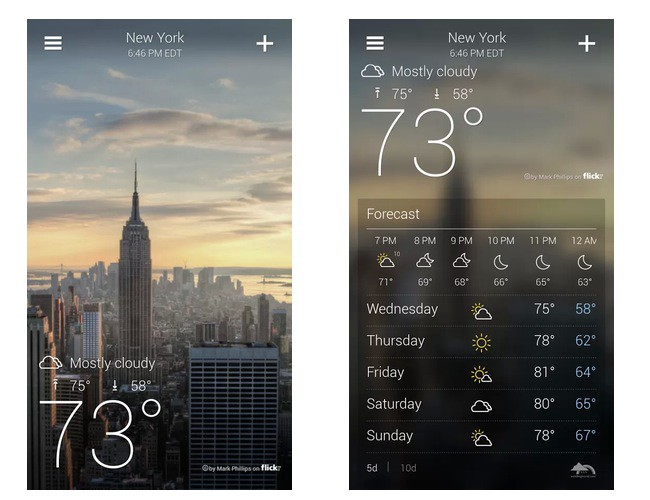 New York
6:46 PM EDT
Mostly cloudy
75° 58°
73°
©by Mark Phillips on flickr
New York
6:46 PM EDT
Mostly cloudy
75° 58°
73°
©by Mark Phillips on flickr
Forecast
7 PM 8 PM 9 PM 10 PM 11 PM 12 AM
10
71° 69° 68° 66° 65° 63°
Wednesday 75° 58°
Thursday 78° 62°
Friday 81° 64°
Saturday 80° 65°
Sunday 78° 67°
5d | 10d